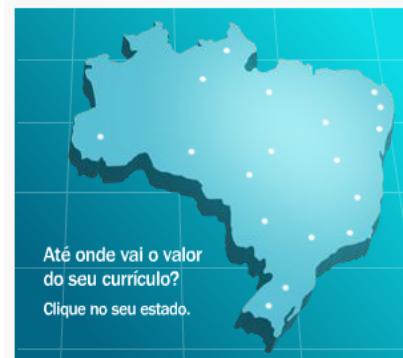 Até onde vai o valor
do seu currículo?
Clique no seu estado.